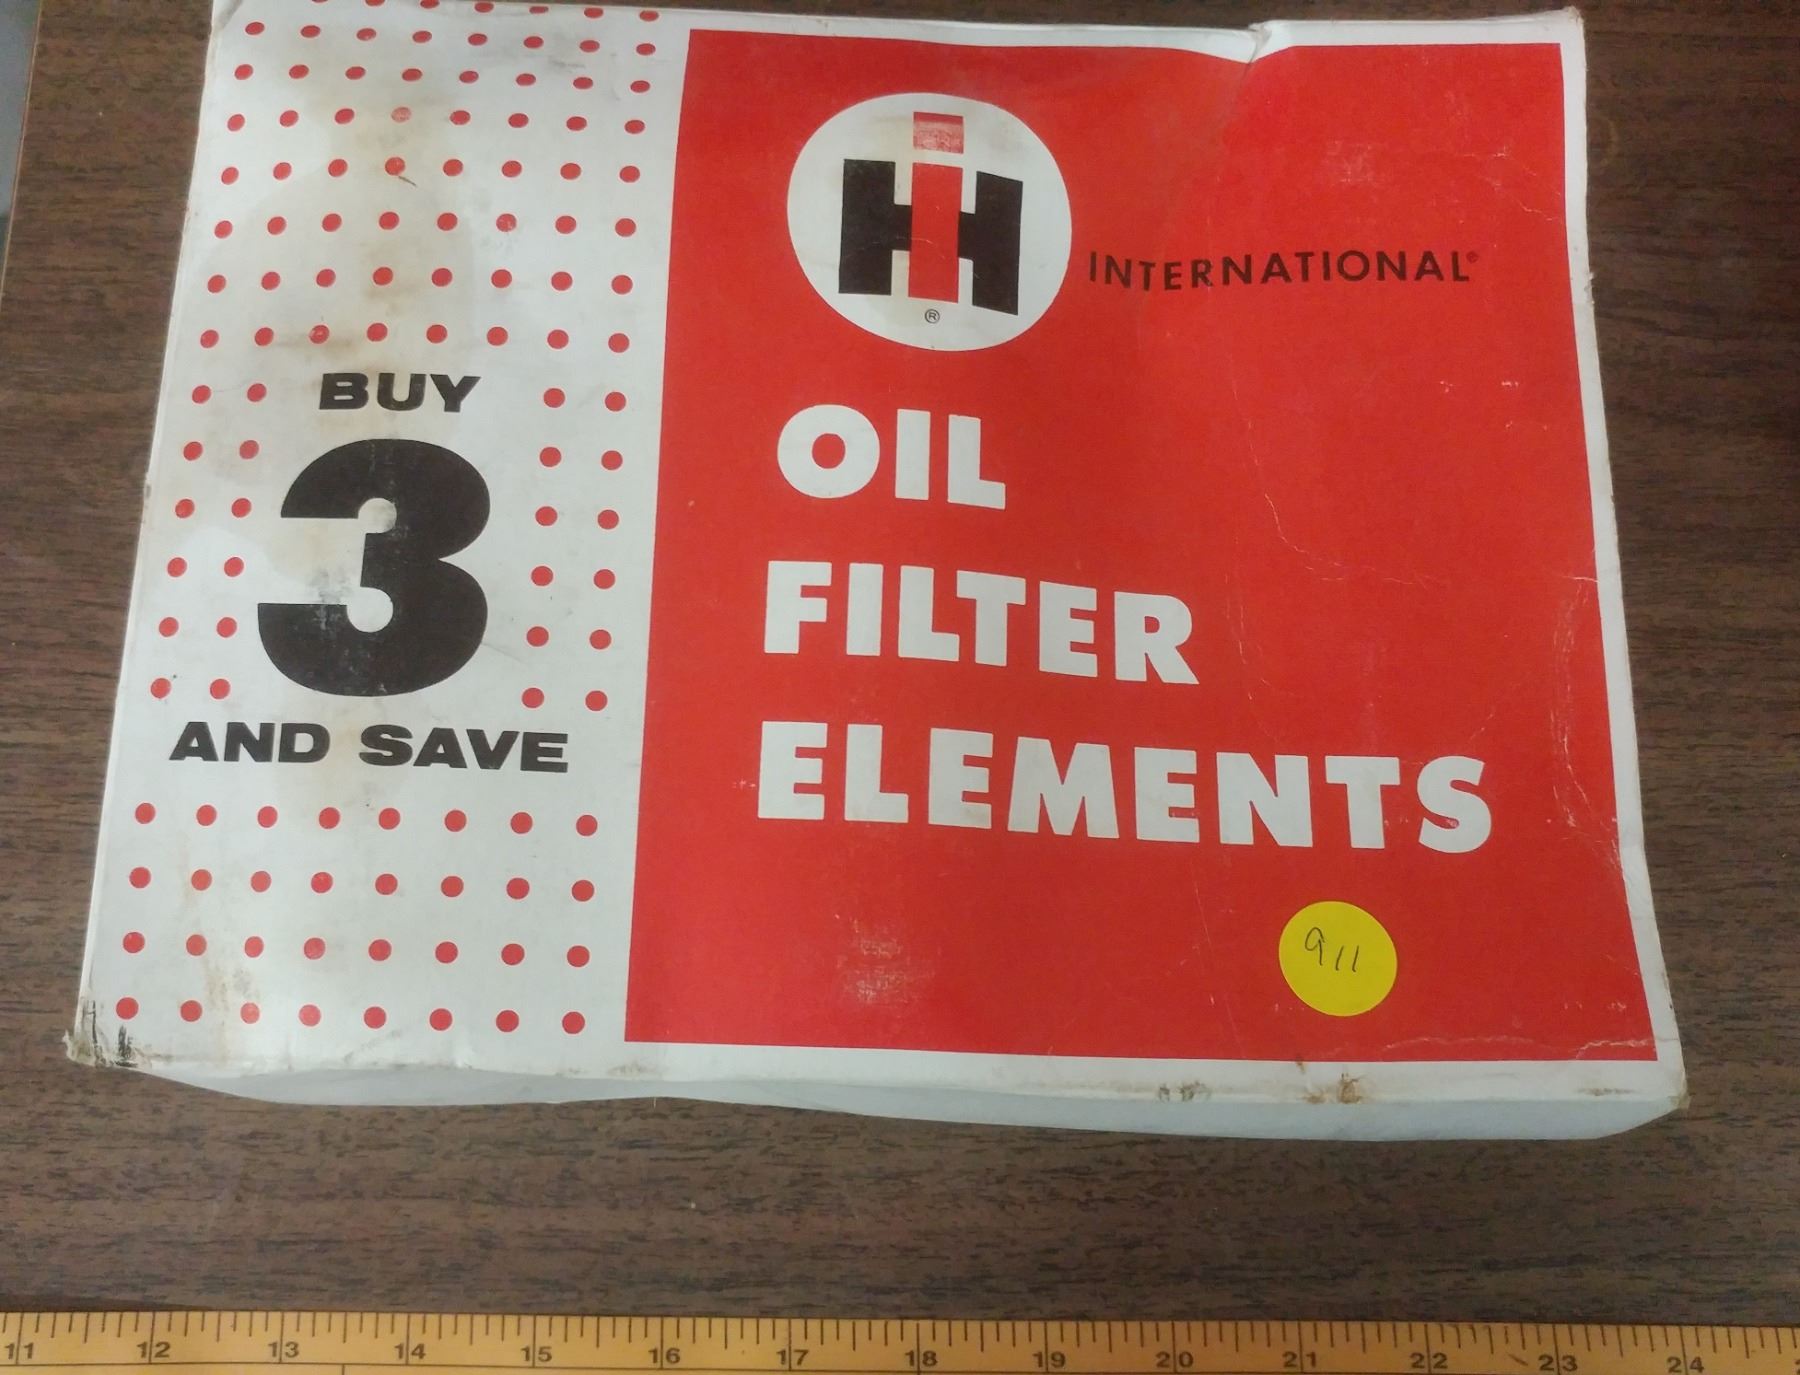 IH
®
INTERNATIONAL®
BUY
3
AND SAVE
OIL
FILTER
ELEMENTS
911
11 12 13 14 15 16 17 18 19 20 21 22 23 24